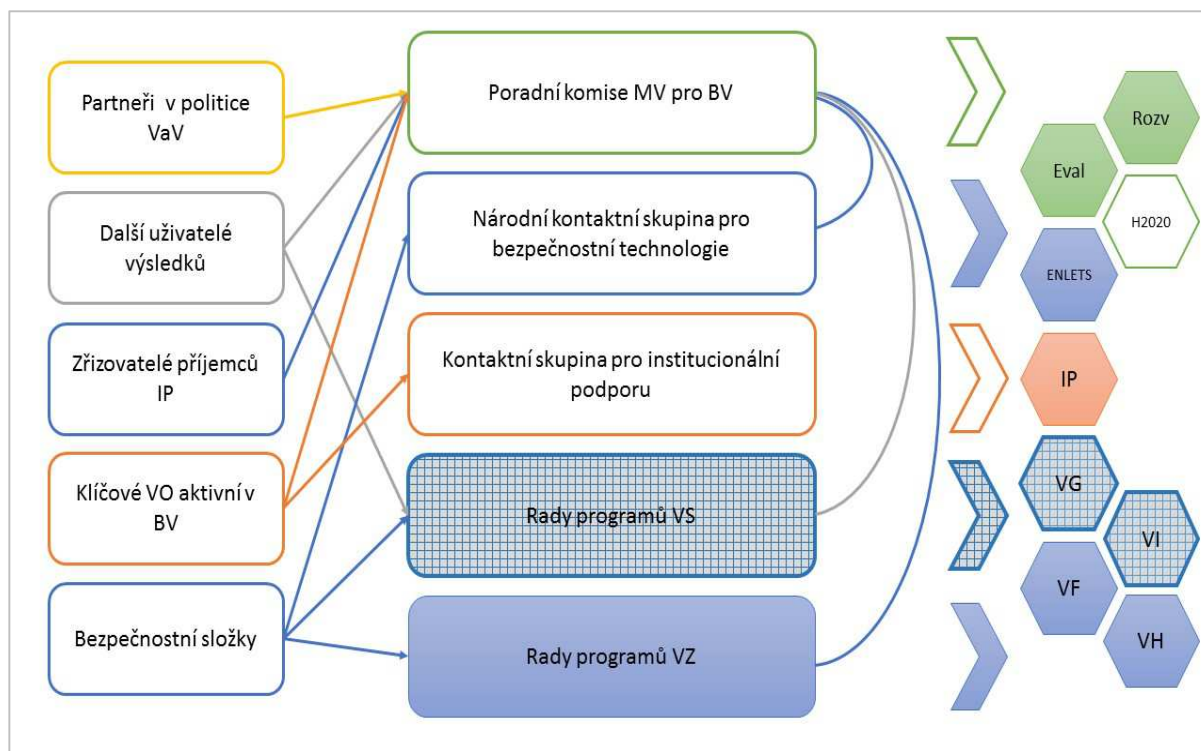 Partneři v politice
VaV
Další uživatelé
výsledků
Zřizovatelé příjemců
IP
Klíčové VO aktivní v
BV
Bezpečnostní složky
Poradní komise MV pro BV
Národní kontaktní skupina pro
bezpečnostní technologie
Kontaktní skupina pro institucionální
podporu
Rady programů VS
Rady programů VZ
Rozv
Eval
H2020
ENLETS
IP
VG
VI
VF
VH